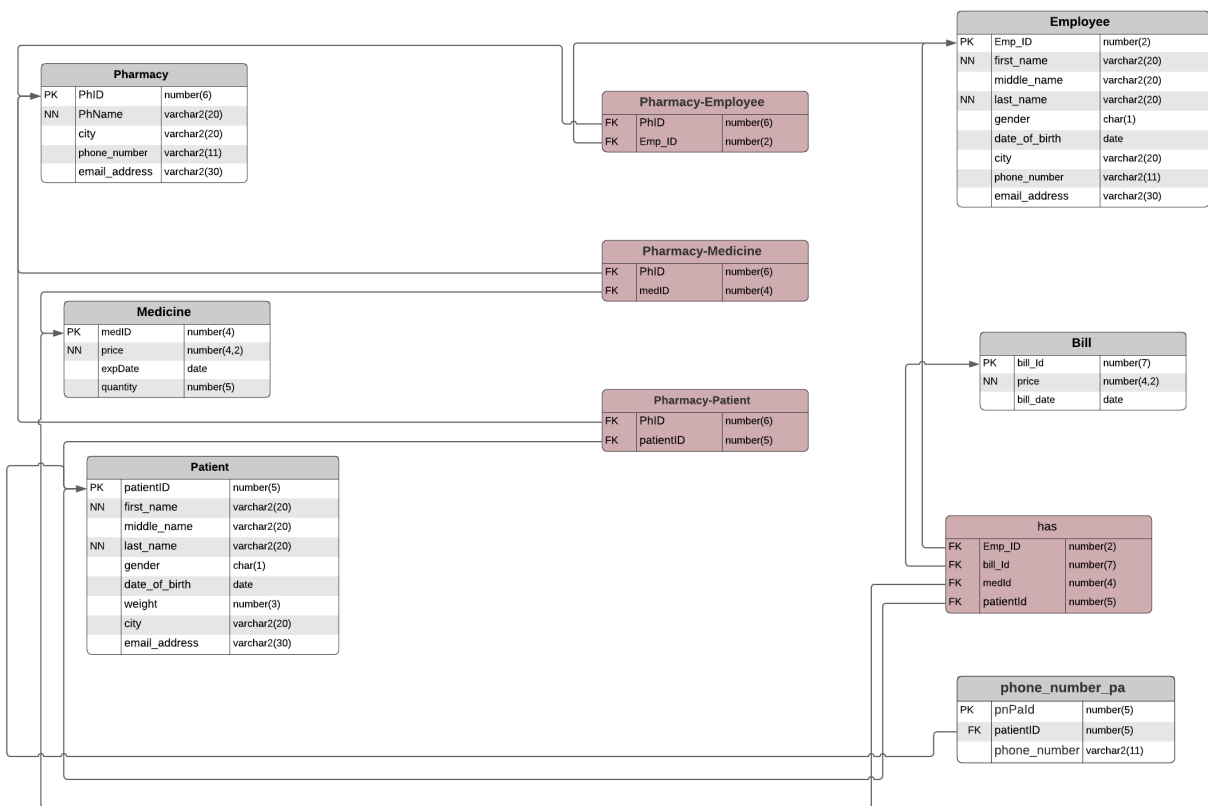 Employee
PK Emp_ID number(2)
NN first_name varchar2(20)
middle_name varchar2(20)
NN last_name varchar2(20)
gender char(1)
date_of_birth date
city varchar2(20)
phone_number varchar2(11)
email_address varchar2(30)
Pharmacy
PK PhID number(6)
NN PhName varchar2(20)
city varchar2(20)
phone_number varchar2(11)
email_address varchar2(30)
Pharmacy-Employee
FK PhID number(6)
FK Emp_ID number(2)
Pharmacy-Medicine
FK PhID number(6)
FK medID number(4)
Medicine
PK medID number(4)
NN price number(4,2)
expDate date
quantity number(5)
Bill
PK bill_Id number(7)
NN price number(4,2)
bill_date date
Pharmacy-Patient
FK PhID number(6)
FK patientID number(5)
Patient
PK patientID number(5)
NN first_name varchar2(20)
middle_name varchar2(20)
NN last_name varchar2(20)
gender char(1)
date_of_birth date
weight number(3)
city varchar2(20)
email_address varchar2(30)
has
FK Emp_ID number(2)
FK bill_Id number(7)
FK medId number(4)
FK patientId number(5)
phone_number_pa
PK pnPaId number(5)
FK patientID number(5)
phone_number varchar2(11)